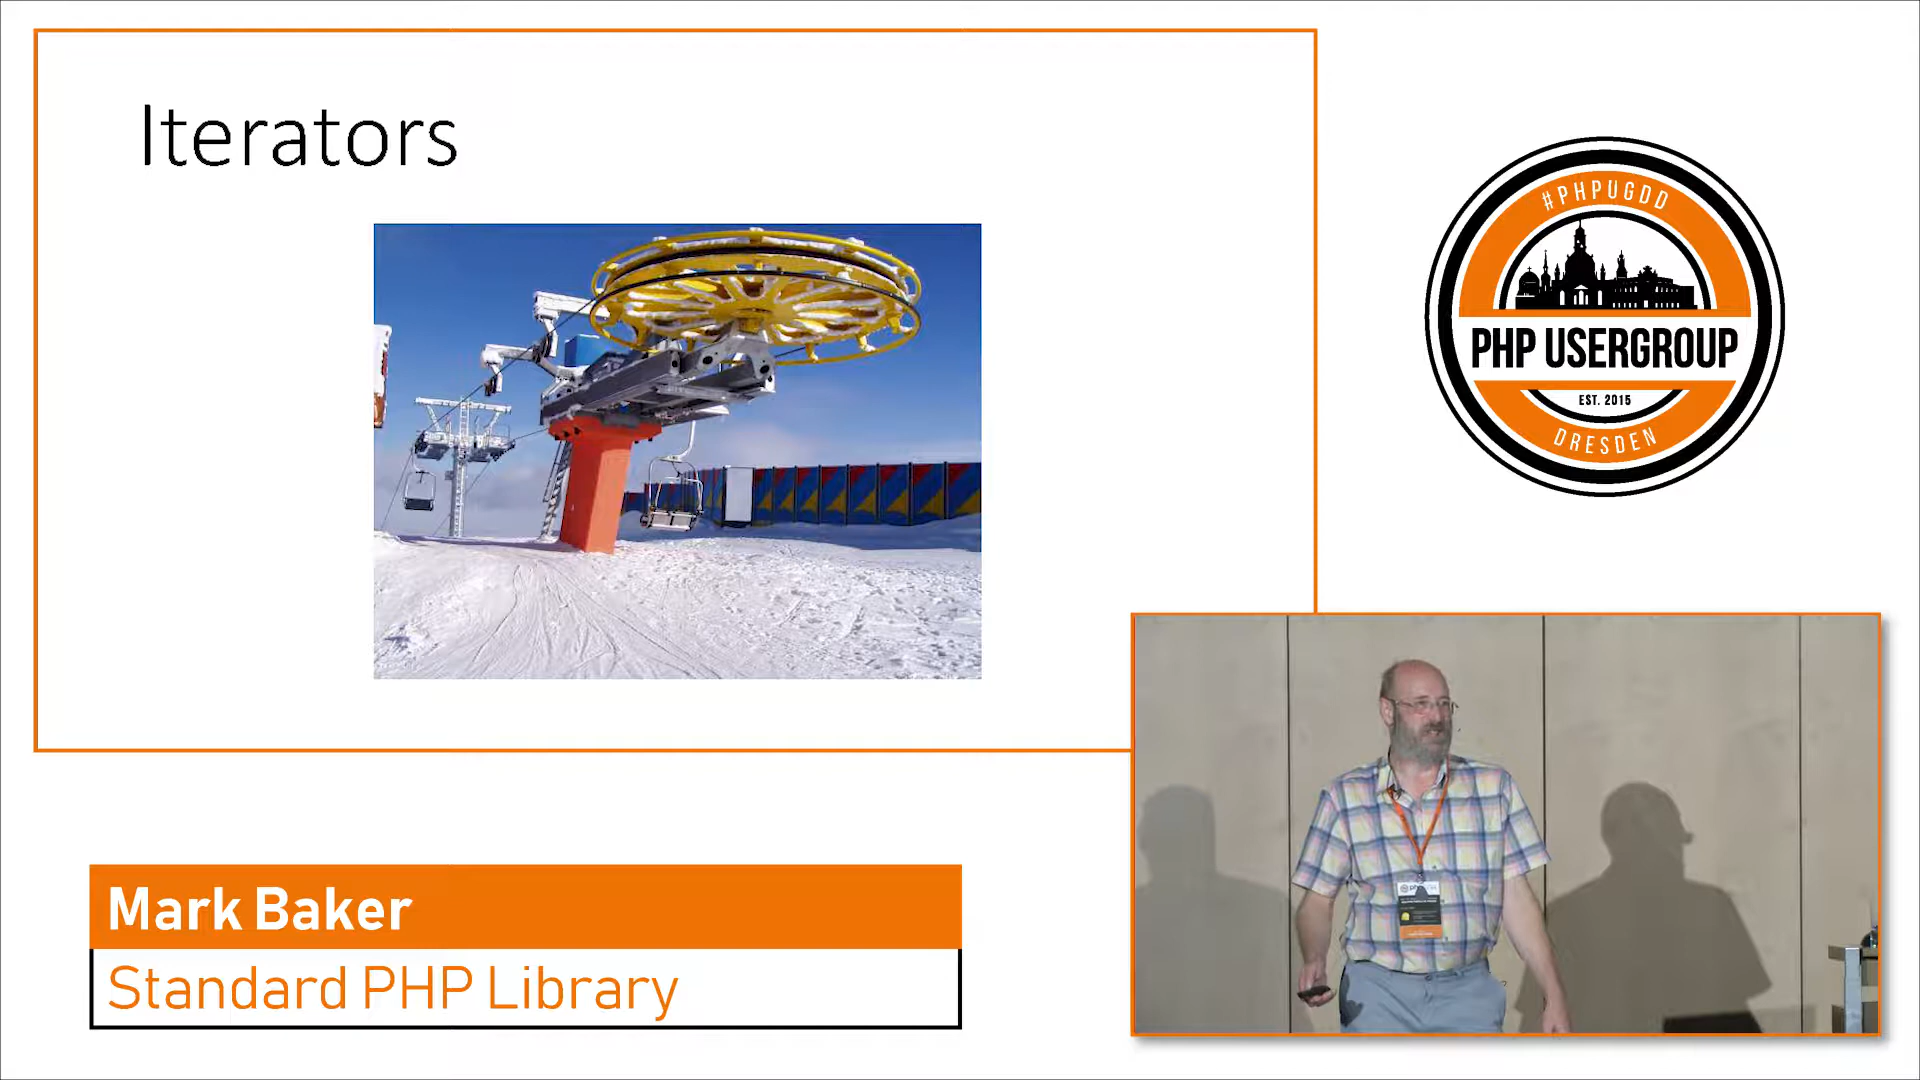 Iterators
#PHPUGDD
PHP USERGROUP
EST. 2015
DRESDEN
Mark Baker
Standard PHP Library